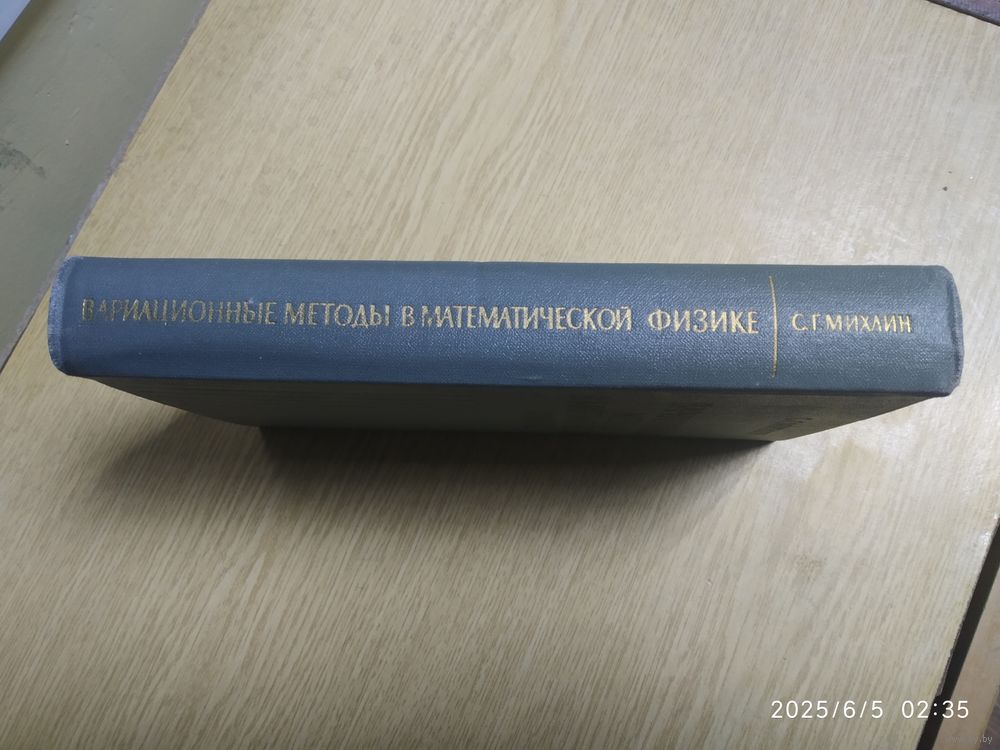 ВАРИАЦИОННЫЕ МЕТОДЫ В МАТЕМАТИЧЕСКОЙ ФИЗИКЕ С.Г. МИХЛИН
2025/6/5 02:35